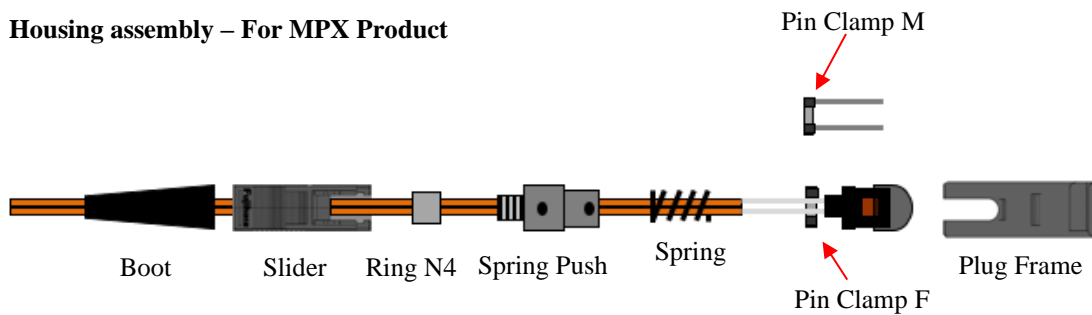 Housing assembly – For MPX Product
Pin Clamp M
Boot
Slider
Ring N4
Spring Push
Spring
Plug Frame
Pin Clamp F